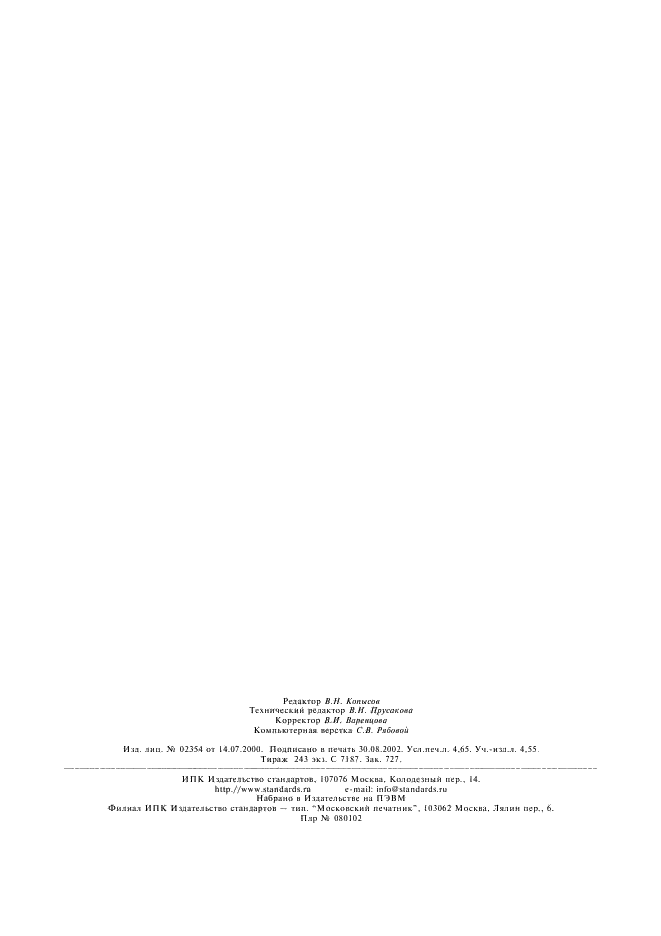 Редактор В.Н. Копысов
Технический редактор В.Н. Прусакова
Корректор В.И. Варенцова
Компьютерная верстка С.В. Рябовой
Изд. лиц. № 02354 от 14.07.2000. Подписано в печать 30.08.2002. Усл.печ.л. 4,65. Уч.-изд.л. 4,55.
Тираж 243 экз. С 7187. Зак. 727.
ИПК Издательство стандартов, 107076 Москва, Колодезный пер., 14.
http://www.standards.ru e-mail: info@standards.ru
Набрано в Издательстве на ПЭВМ
Филиал ИПК Издательство стандартов — тип. “Московский печатник”, 103062 Москва, Лялин пер., 6.
Плр № 080102